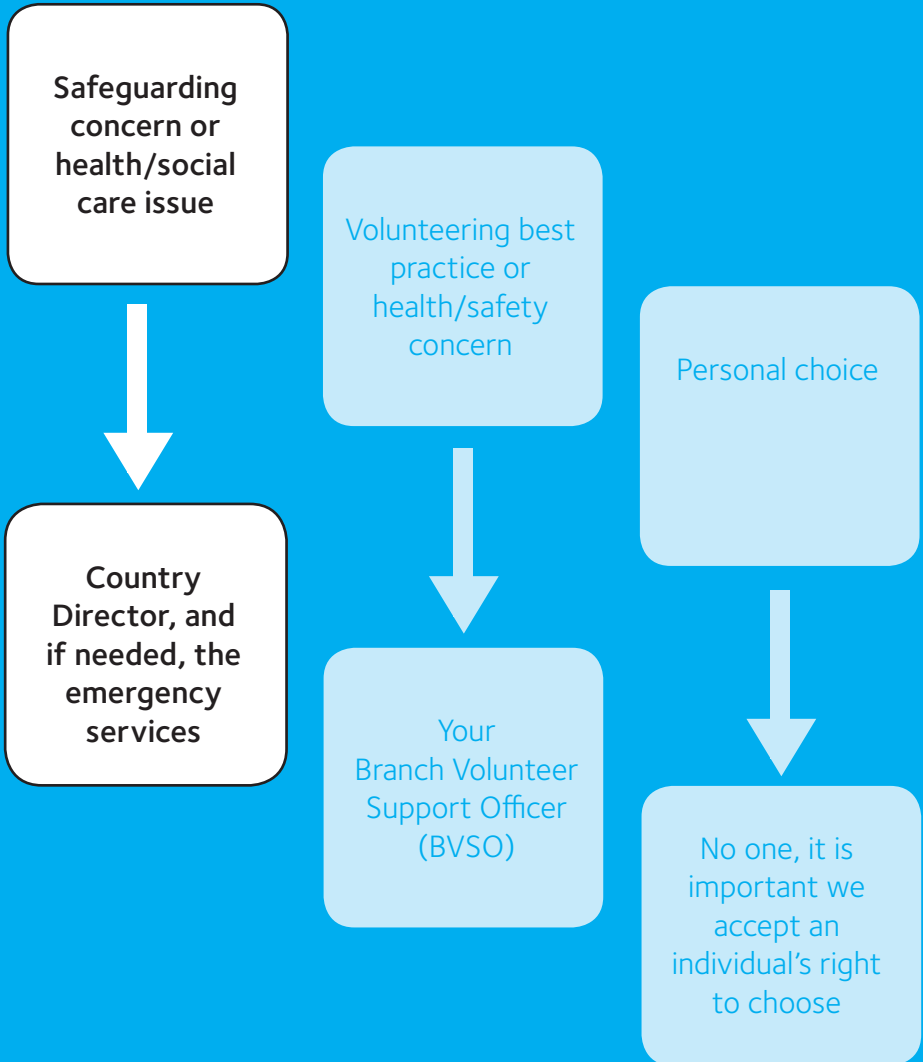 Safeguarding
concern or
health/social
care issue
Country
Director, and
if needed, the
emergency
services
Volunteering best
practice or
health/safety
concern
Your
Branch Volunteer
Support Officer
(BVSO)
Personal choice
No one, it is
important we
accept an
individual’s right
to choose